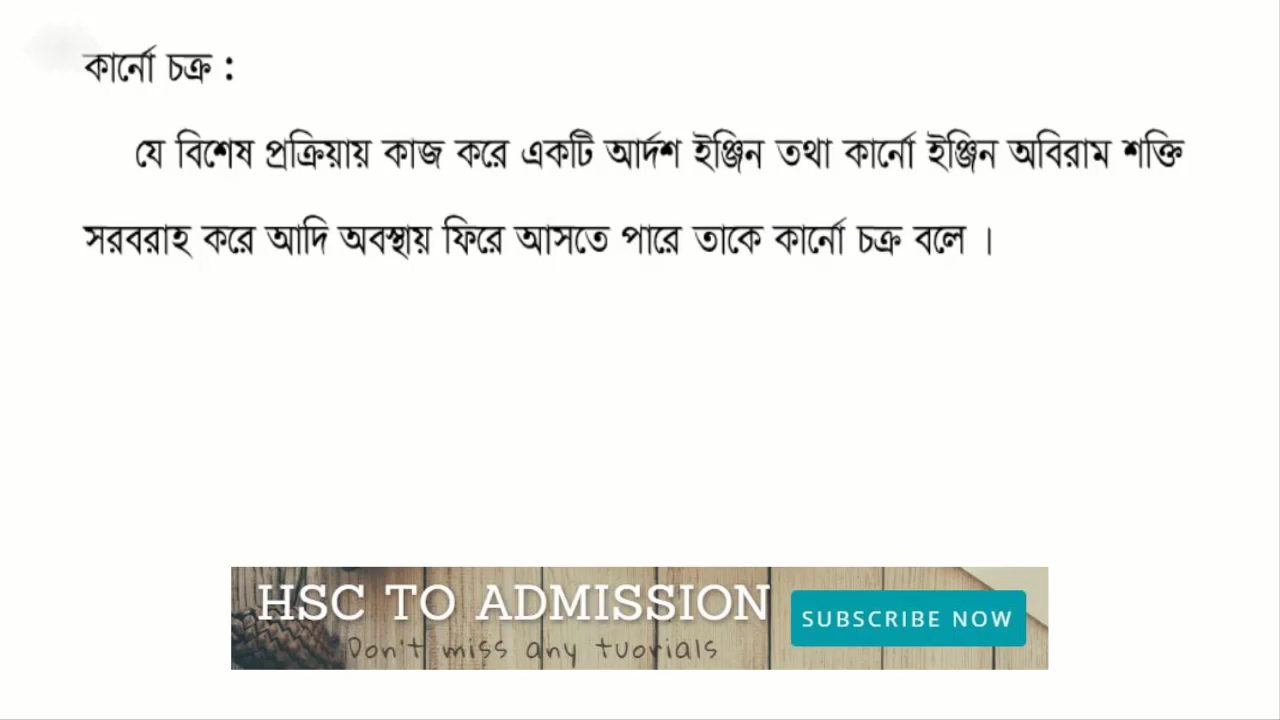 কার্নো চক্র :
যে বিশেষ প্রক্রিয়ায় কাজ করে একটি আর্দশ ইঞ্জিন তথা কার্নো ইঞ্জিন অবিরাম শক্তি
সরবরাহ করে আদি অবস্থায় ফিরে আসতে পারে তাকে কার্নো চক্র বলে ।
HSC TO ADMISSION
SUBSCRIBE NOW
Don't miss any tuorials